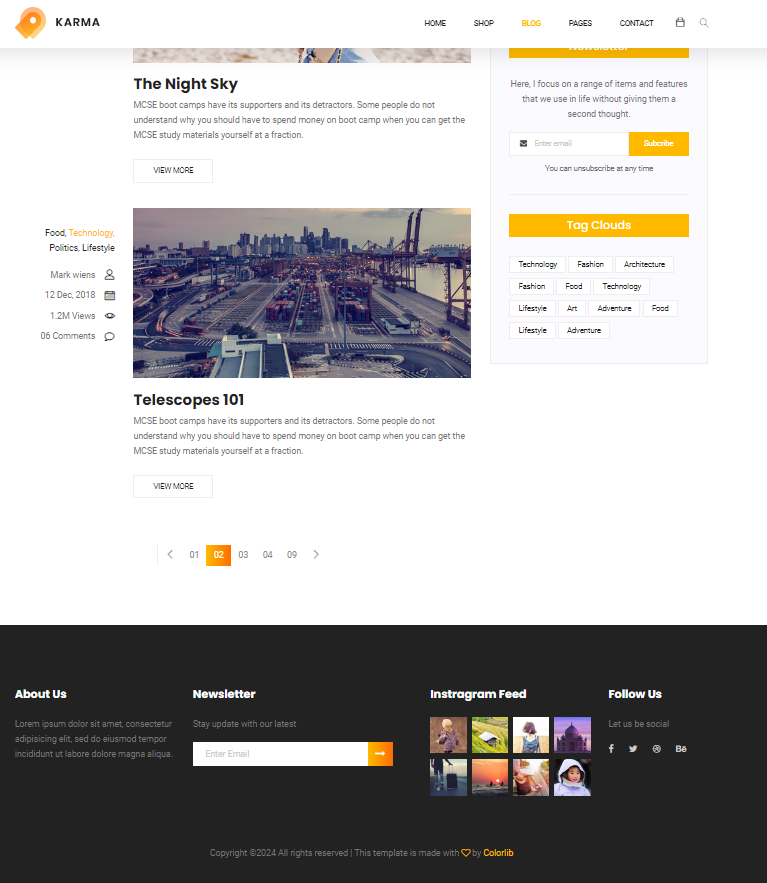 KARMA
HOME
SHOP
BLOG
PAGES
CONTACT
The Night Sky
MCSE boot camps have its supporters and its detractors. Some people do not
understand why you should have to spend money on boot camp when you can get the
MCSE study materials yourself at a fraction.
VIEW MORE
Food, Technology,
Politics, Lifestyle
Mark wiens
12 Dec, 2018
1.2M Views
06 Comments
Telescopes 101
MCSE boot camps have its supporters and its detractors. Some people do not
understand why you should have to spend money on boot camp when you can get the
MCSE study materials yourself at a fraction.
VIEW MORE
01 02 03 04 09
Newsletter
Here, I focus on a range of items and features
that we use in life without giving them a
second thought.
Enter email
Subcribe
You can unsubscribe at any time
Tag Clouds
Technology Fashion Architecture
Fashion Food Technology
Lifestyle Art Adventure Food
Lifestyle Adventure
About Us
Lorem ipsum dolor sit amet, consectetur
adipisicing elit, sed do eiusmod tempor
incididunt ut labore dolore magna aliqua.
Newsletter
Stay update with our latest
Enter Email
Instragram Feed
Follow Us
Let us be social
Copyright ©2024 All rights reserved | This template is made with by Colorlib